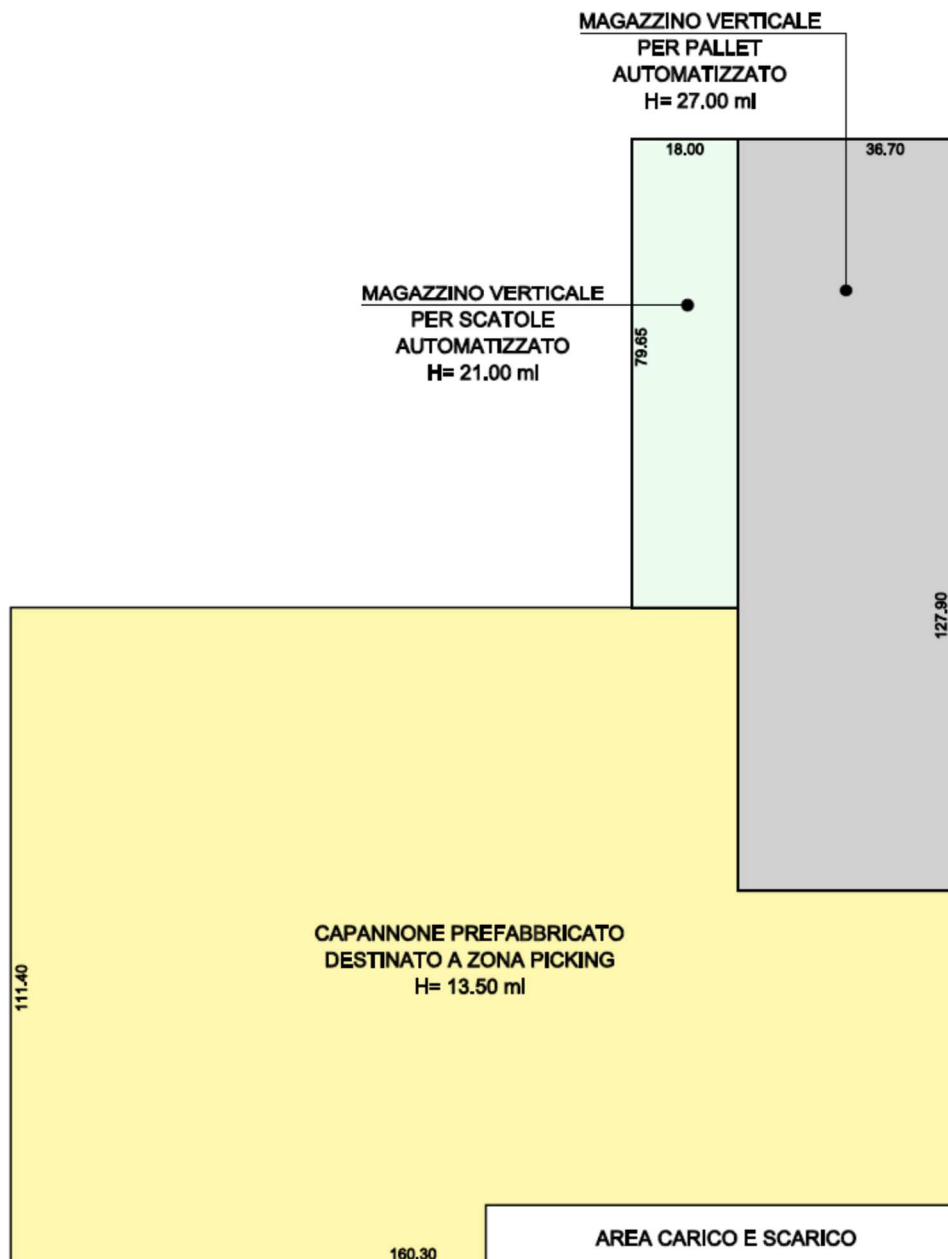 MAGAZZINO VERTICALE
PER PALLET
AUTOMATIZZATO
H= 27.00 ml
18.00
36.70
MAGAZZINO VERTICALE
PER SCATOLE
AUTOMATIZZATO
H= 21.00 ml
79.65
127.90
CAPANNONE PREFABBRICATO
DESTINATO A ZONA PICKING
H= 13.50 ml
111.40
AREA CARICO E SCARICO
160.30